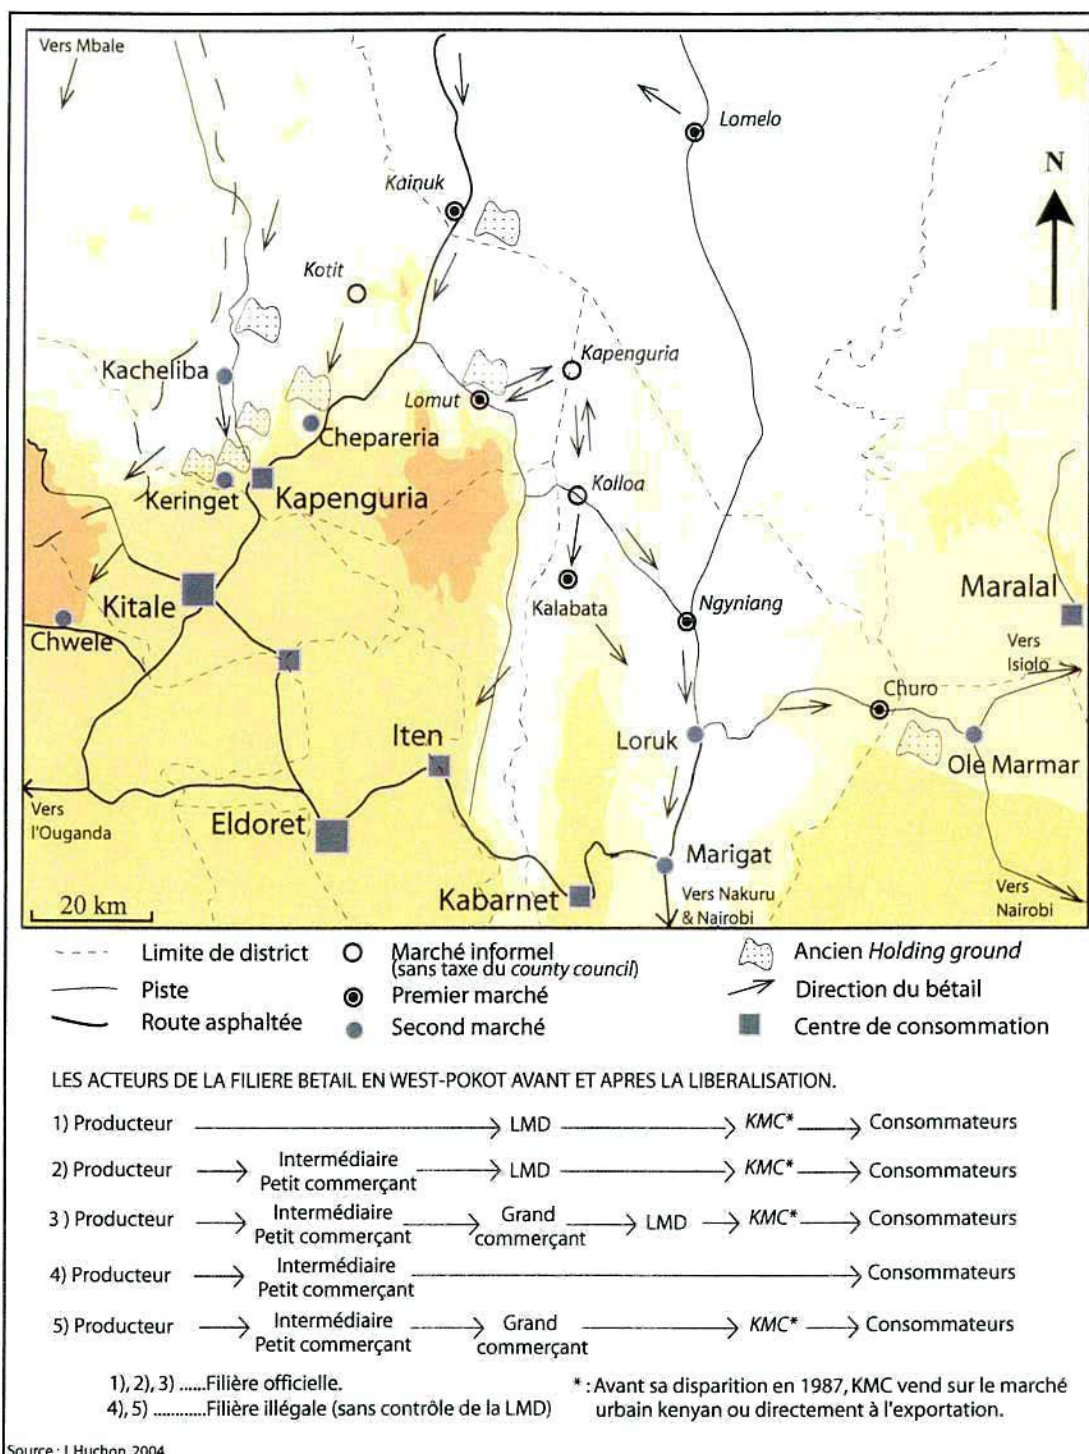 Vers Mbale
Lomelo
N
Kainuk
Kotit
Kacheliba
Kapenguria
Lomut
Chepareria
Keringet
Kapenguria
Kolloa
Kitale
Kalabata
Ngyniang
Maralal
Chwele
Vers
Isiolo
Churo
Iten
Loruk
Ole Marmar
Vers
l'Ouganda
Eldoret
Marigat
20 km
Kabarnet
Vers Nakuru
& Nairobi
Vers
Nairobi
Limite de district
Piste
Route asphaltée
Marché informel
(sans taxe du county council)
Premier marché
Second marché
Ancien Holding ground
Direction du bétail
Centre de consommation
LES ACTEURS DE LA FILIERE BETAIL EN WEST-POKOT AVANT ET APRES LA LIBERALISATION.
1) Producteur LMD KMC* Consommateurs
2) Producteur Intermédiaire Petit commerçant LMD KMC* Consommateurs
3 ) Producteur Intermédiaire Petit commerçant Grand commerçant LMD KMC* Consommateurs
4) Producteur Intermédiaire Petit commerçant Consommateurs
5) Producteur Intermédiaire Petit commerçant Grand commerçant KMC* Consommateurs
1), 2), 3) ......Filière officielle.
4), 5) ............Filière illégale (sans contrôle de la LMD)
* : Avant sa disparition en 1987, KMC vend sur le marché
urbain kenyan ou directement à l'exportation.
Source : J. Huchon, 2004